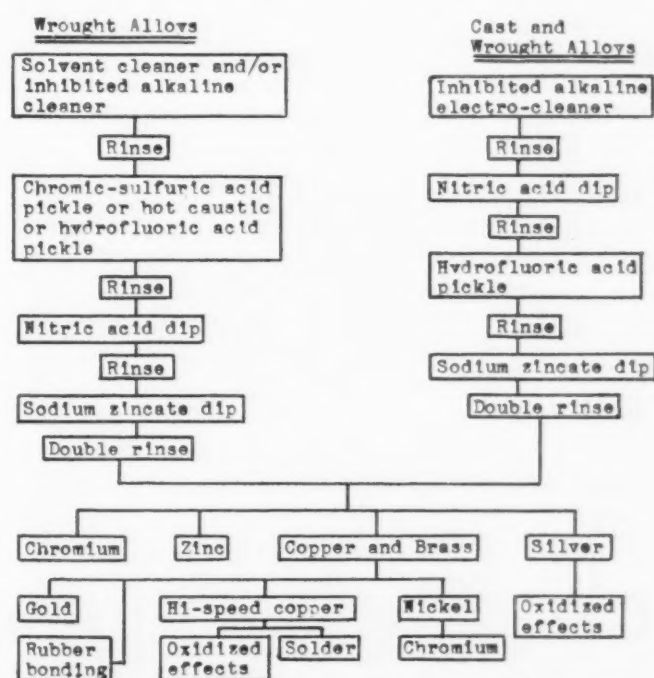 Wrought Alloys
Solvent cleaner and/or
inhibited alkaline
cleaner
Rinse
Chromic-sulfuric acid
pickle or hot caustic
or hydrofluoric acid
pickle
Rinse
Nitric acid dip
Rinse
Sodium zincate dip
Double rinse
Cast and
Wrought Alloys
Inhibited alkaline
electro-cleaner
Rinse
Nitric acid dip
Rinse
Hydrofluoric acid
pickle
Rinse
Sodium zincate dip
Double rinse
Chromium
Zinc
Copper and Brass
Silver
Gold
Hi-speed copper
Nickel
Oxidized
effects
Rubber
bonding
Oxidized
effects
Solder
Chromium